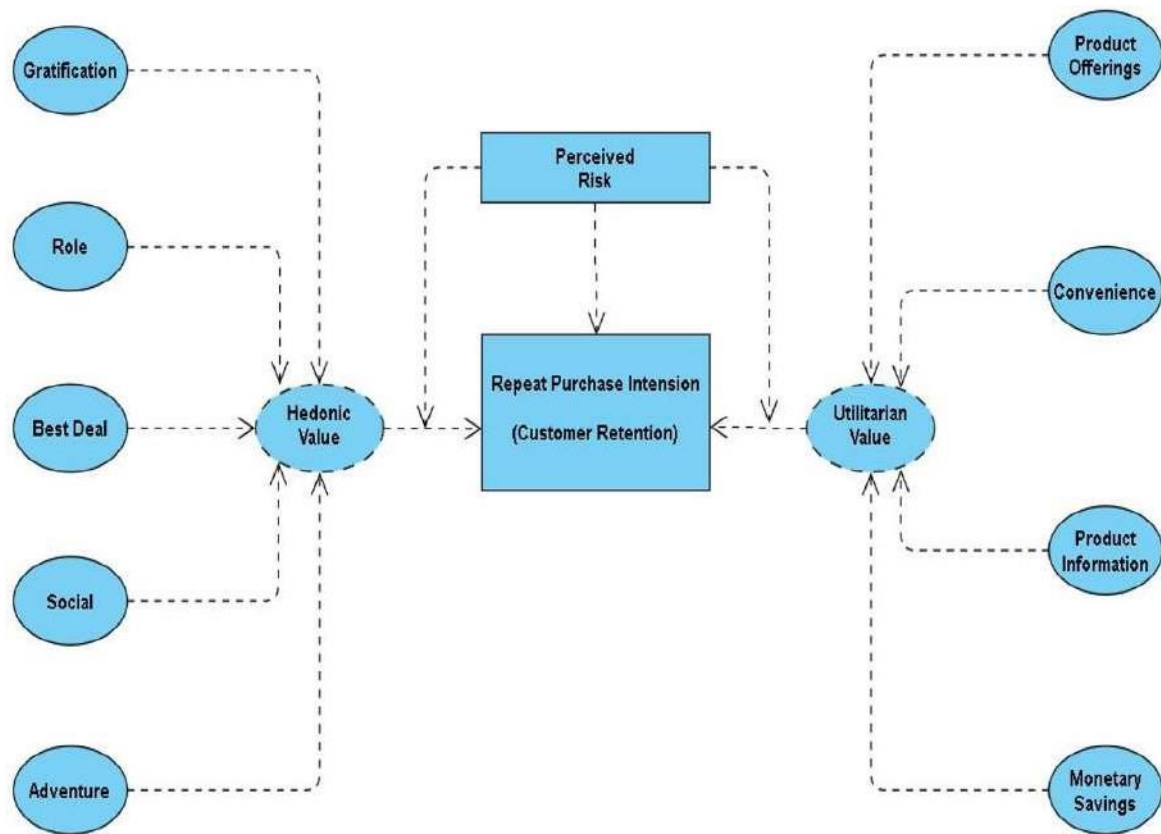 Gratification
Role
Best Deal
Social
Adventure
Hedonic
Value
Perceived
Risk
Repeat Purchase Intension
(Customer Retention)
Utilitarian
Value
Product
Offerings
Convenience
Product
Information
Monetary
Savings